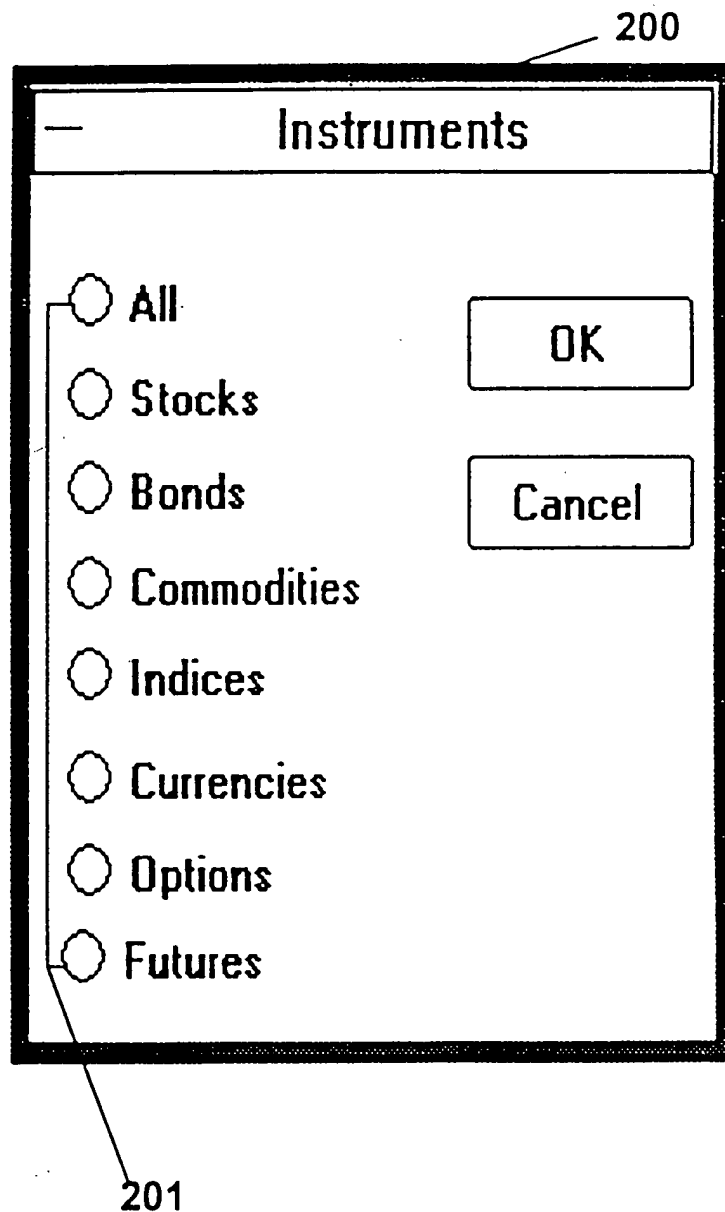 200
Instruments
All
OK
Stocks
Bonds
Cancel
Commodities
Indices
Currencies
Options
Futures
201